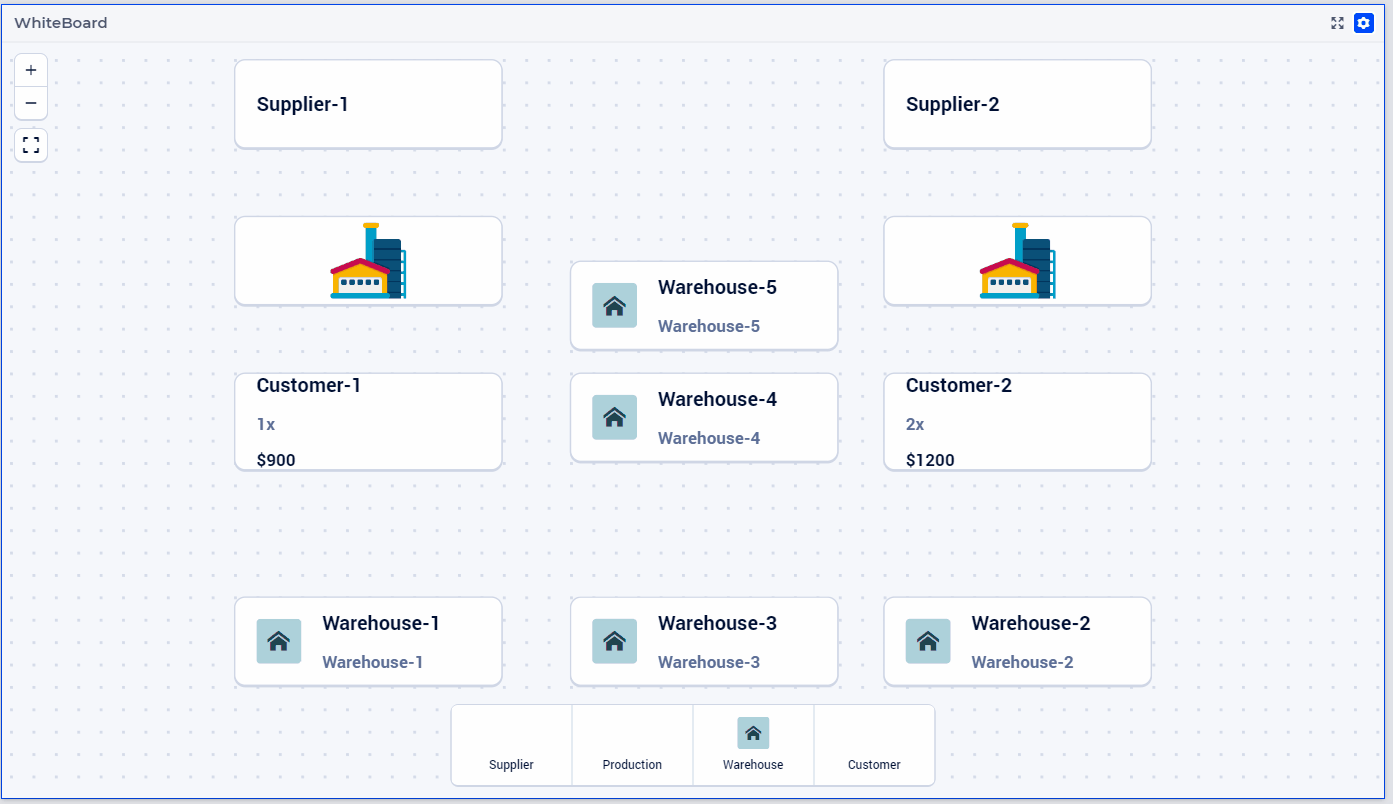 WhiteBoard
Supplier-1
Supplier-2
Warehouse-5
Warehouse-5
Customer-1
1x
$900
Warehouse-4
Warehouse-4
Customer-2
2x
$1200
Warehouse-1
Warehouse-1
Warehouse-3
Warehouse-3
Warehouse-2
Warehouse-2
Supplier
Production
Warehouse
Customer